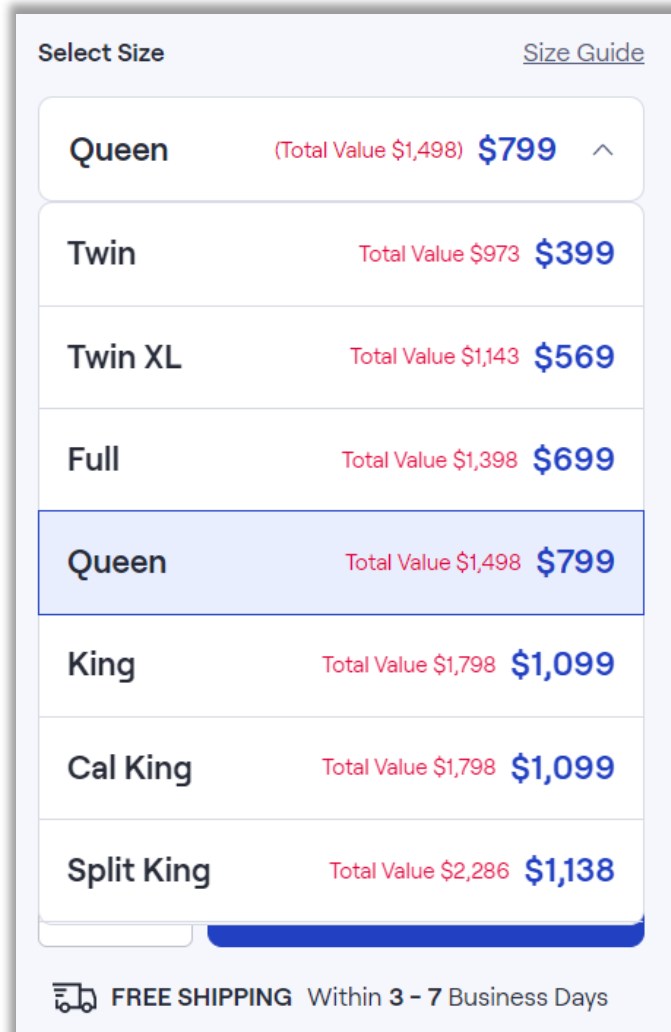 Select Size Size Guide
Queen (Total Value $1,498) $799
Twin Total Value $973 $399
Twin XL Total Value $1,143 $569
Full Total Value $1,398 $699
Queen Total Value $1,498 $799
King Total Value $1,798 $1,099
Cal King Total Value $1,798 $1,099
Split King Total Value $2,286 $1,138
FREE SHIPPING Within 3 - 7 Business Days